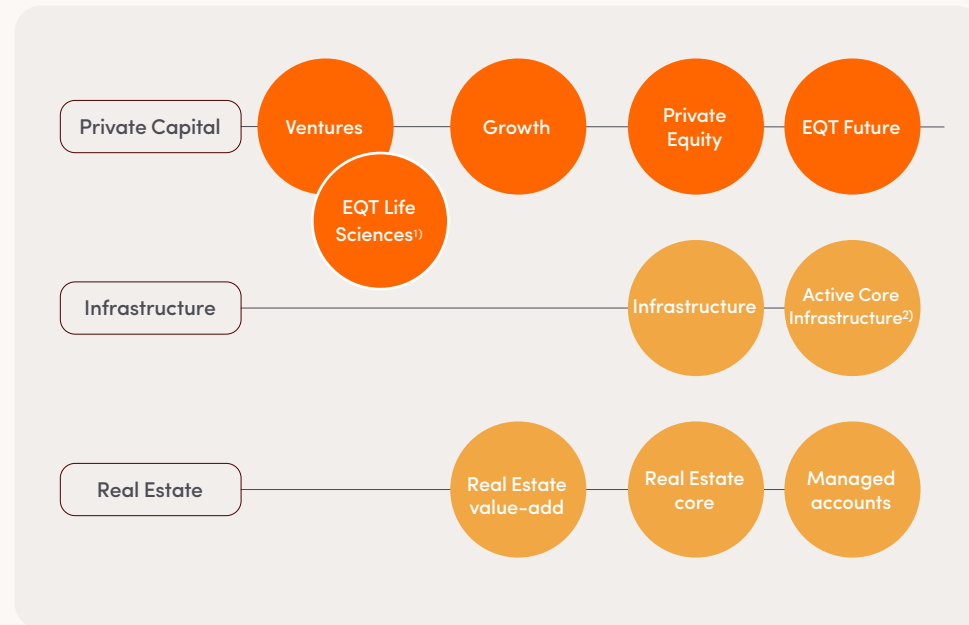 Private Capital
Ventures
Growth
Private
Equity
EQT Future
EQT Life
Sciences¹⁾
Infrastructure
Infrastructure
Active Core
Infrastructure²⁾
Real Estate
Real Estate
value-add
Real Estate
core
Managed
accounts